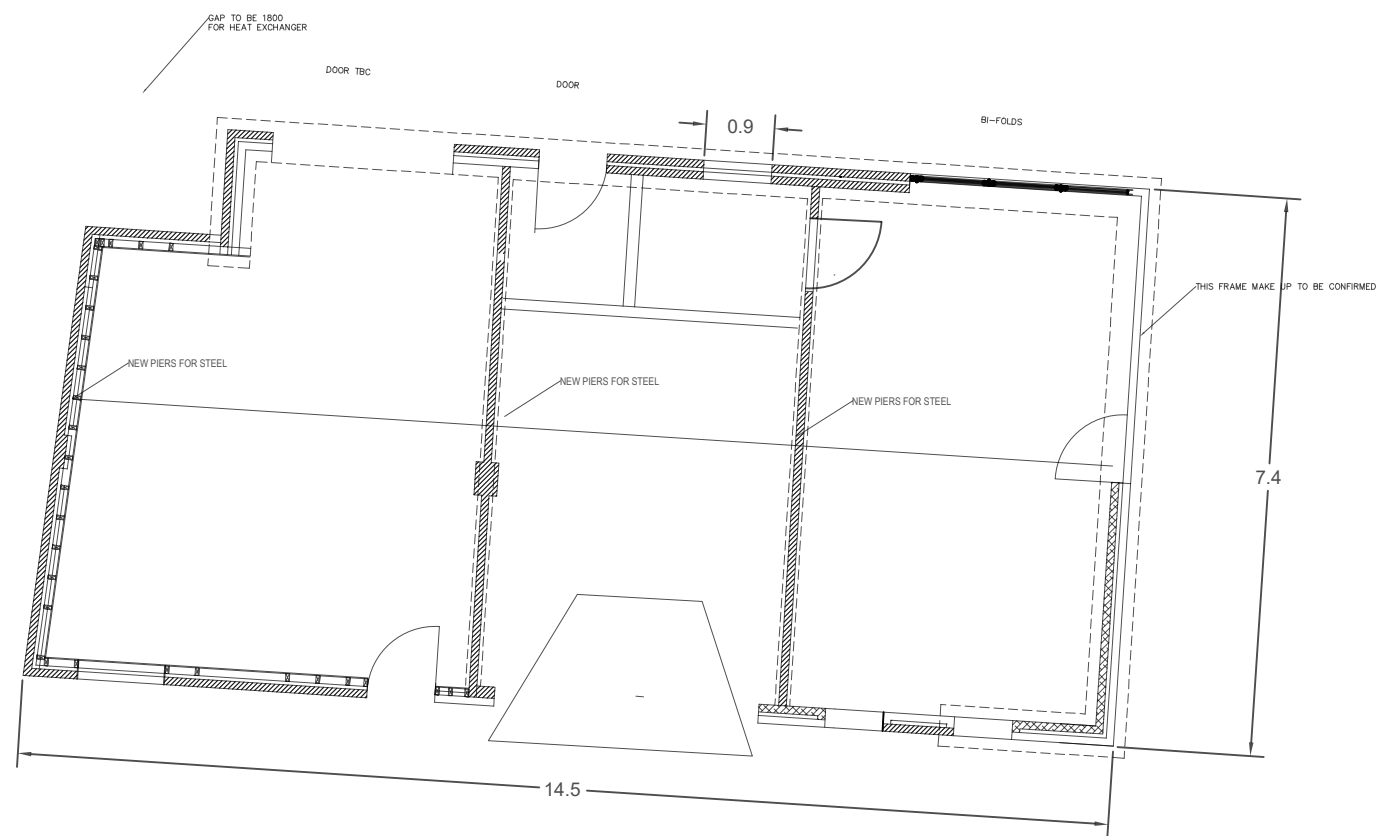 GAP TO BE 1800
FOR HEAT EXCHANGER
DOOR TBC
DOOR
BI-FOLDS
0.9
THIS FRAME MAKE UP TO BE CONFIRMED
NEW PIERS FOR STEEL
NEW PIERS FOR STEEL
NEW PIERS FOR STEEL
7.4
14.5